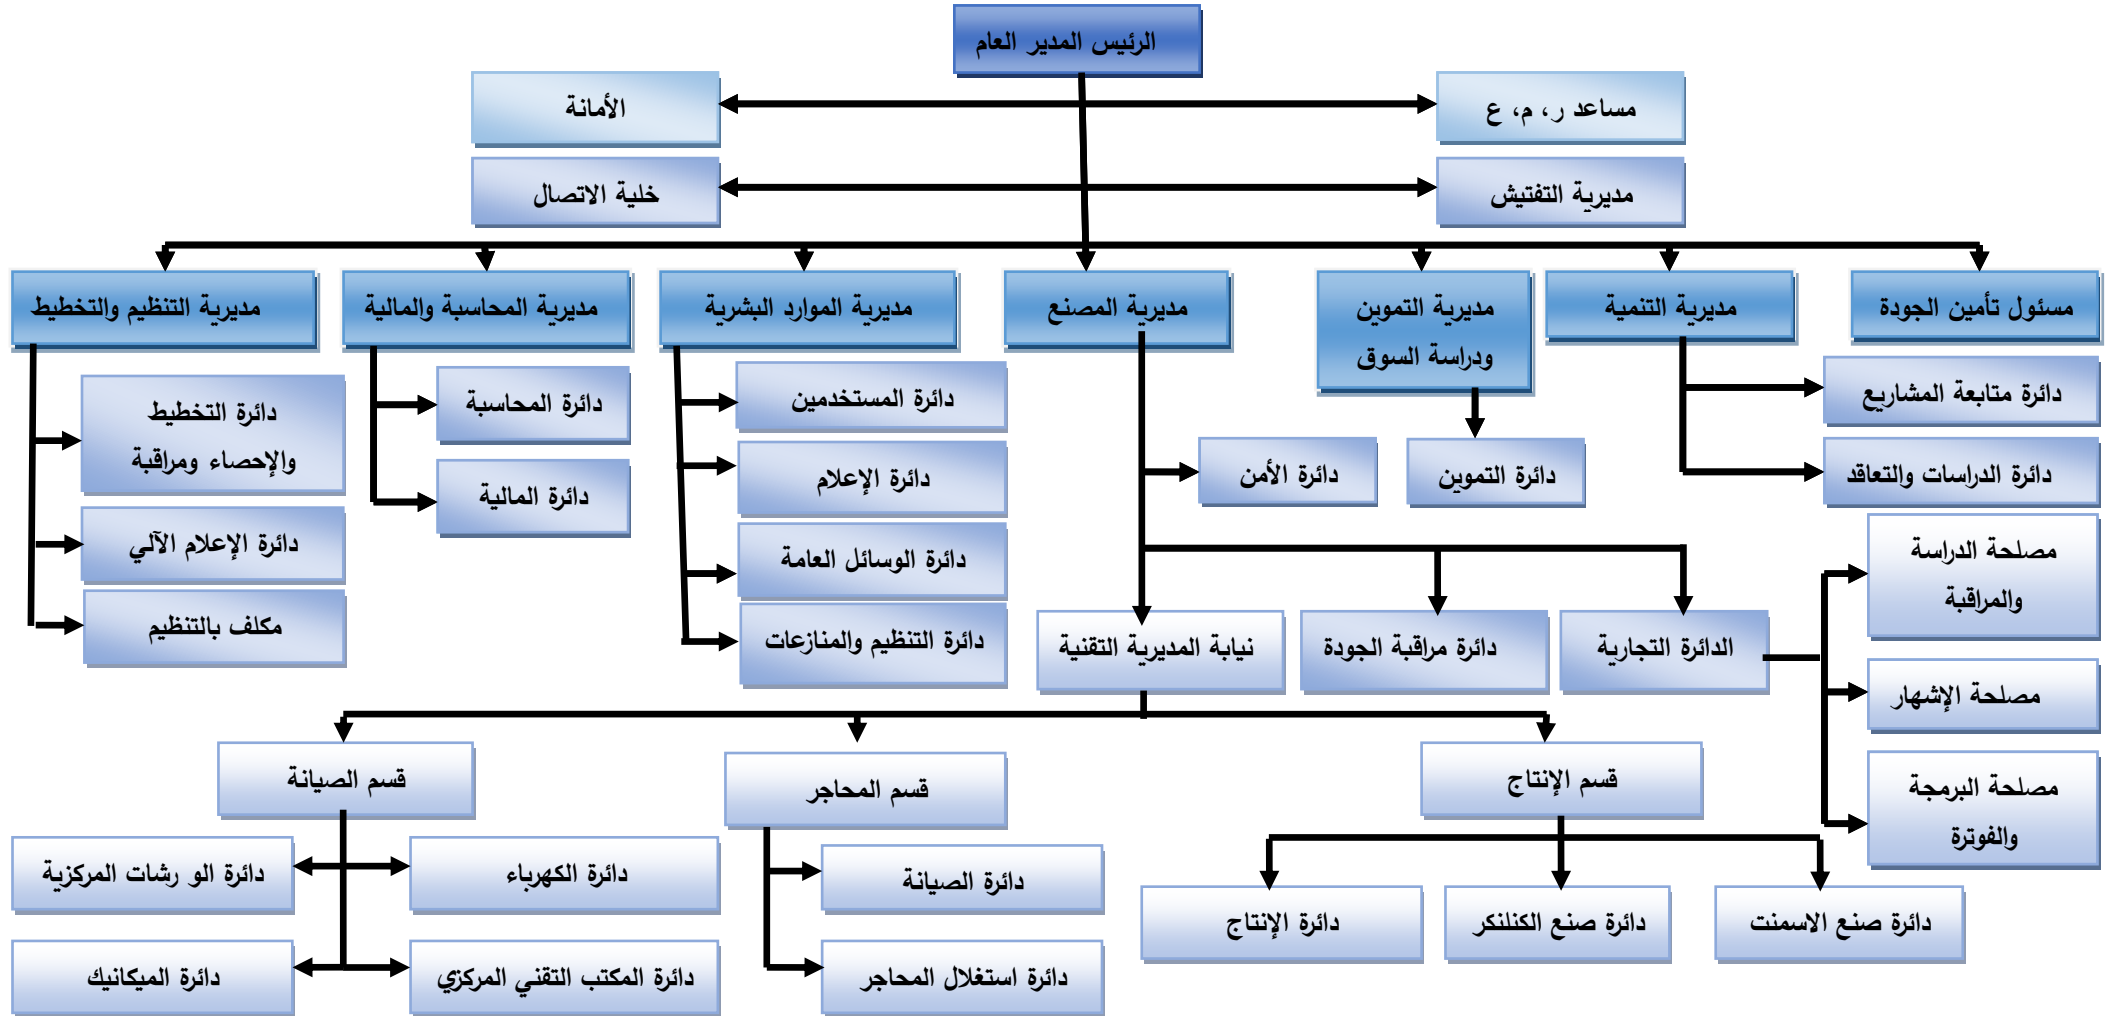 الرئيس المدير العام
مساعد ر، م، ع
الأمانة
مديرية التفتيش
خلية الاتصال
مسئول تأمين الجودة
مديرية التنمية
مديرية التموين
ودراسة السوق
مديرية المصنع
مديرية الموارد البشرية
مديرية المحاسبة والمالية
مديرية التنظيم والتخطيط
دائرة متابعة المشاريع
دائرة الدراسات والتعاقد
دائرة التموين
دائرة الأمن
دائرة المستخدمين
دائرة الإعلام
دائرة الوسائل العامة
دائرة التنظيم والمنازعات
دائرة المحاسبة
دائرة المالية
دائرة التخطيط
والإحصاء ومراقبة
دائرة الإعلام الآلي
مكلف بالتنظيم
الدائرة التجارية
دائرة مراقبة الجودة
نيابة المديرية التقنية
مصلحة الدراسة
والمراقبة
مصلحة الإشهار
مصلحة البرمجة
والفوترة
قسم الإنتاج
قسم المحاجر
قسم الصيانة
دائرة صنع الاسمنت
دائرة صنع الكلنكر
دائرة الإنتاج
دائرة الصيانة
دائرة استغلال المحاجر
دائرة الكهرباء
دائرة الو رشات المركزية
دائرة المكتب التقني المركزي
دائرة الميكانيك